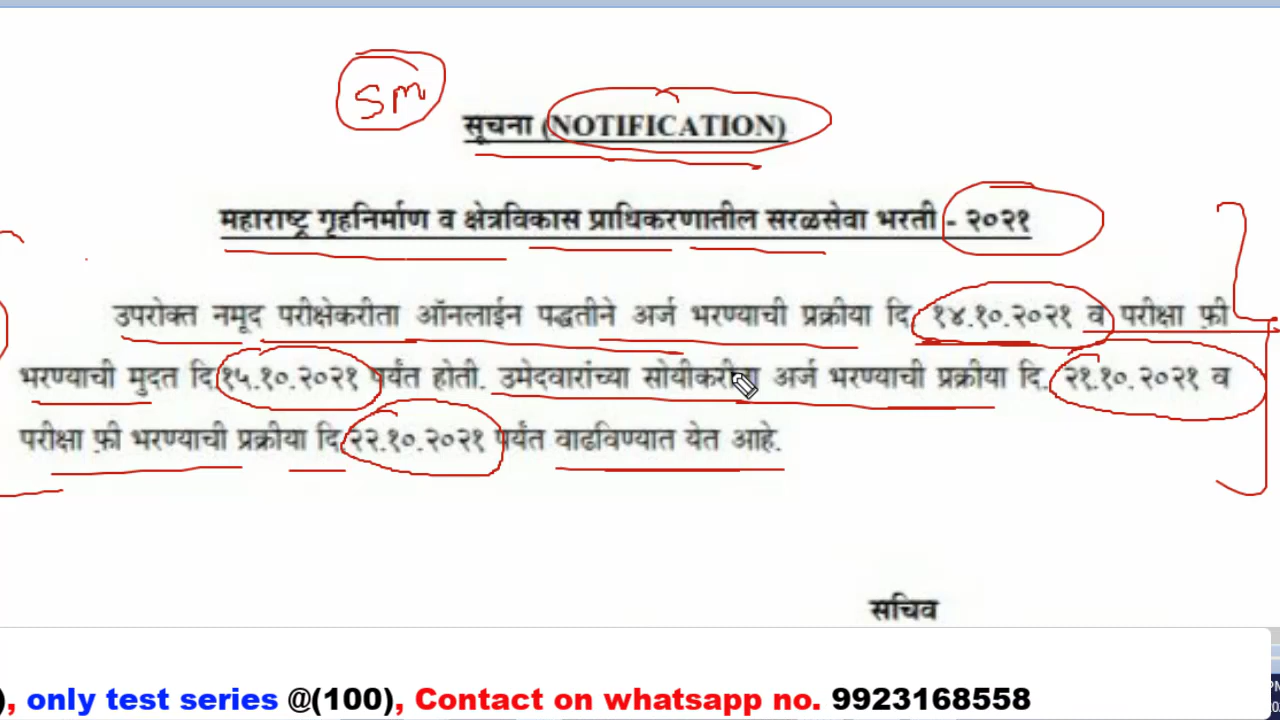 SM
सूचना (NOTIFICATION)
महाराष्ट्र गृहनिर्माण व क्षेत्रविकास प्राधिकरणातील सरळसेवा भरती - २०२१
उपरोक्त नमूद परीक्षेकरीता ऑनलाईन पद्धतीने अर्ज भरण्याची प्रक्रीया दि. १४.१०.२०२१ व परीक्षा फ़ी
भरण्याची मुदत दि.१५.१०.२०२१ पर्यंत होती. उमेदवारांच्या सोयीकरीता अर्ज भरण्याची प्रक्रीया दि. २१.१०.२०२१ व
परीक्षा फ़ी भरण्याची प्रक्रीया दि.२२.१०.२०२१ पर्यंत वाढविण्यात येत आहे.
सचिव
), only test series @(100), Contact on whatsapp no. 9923168558